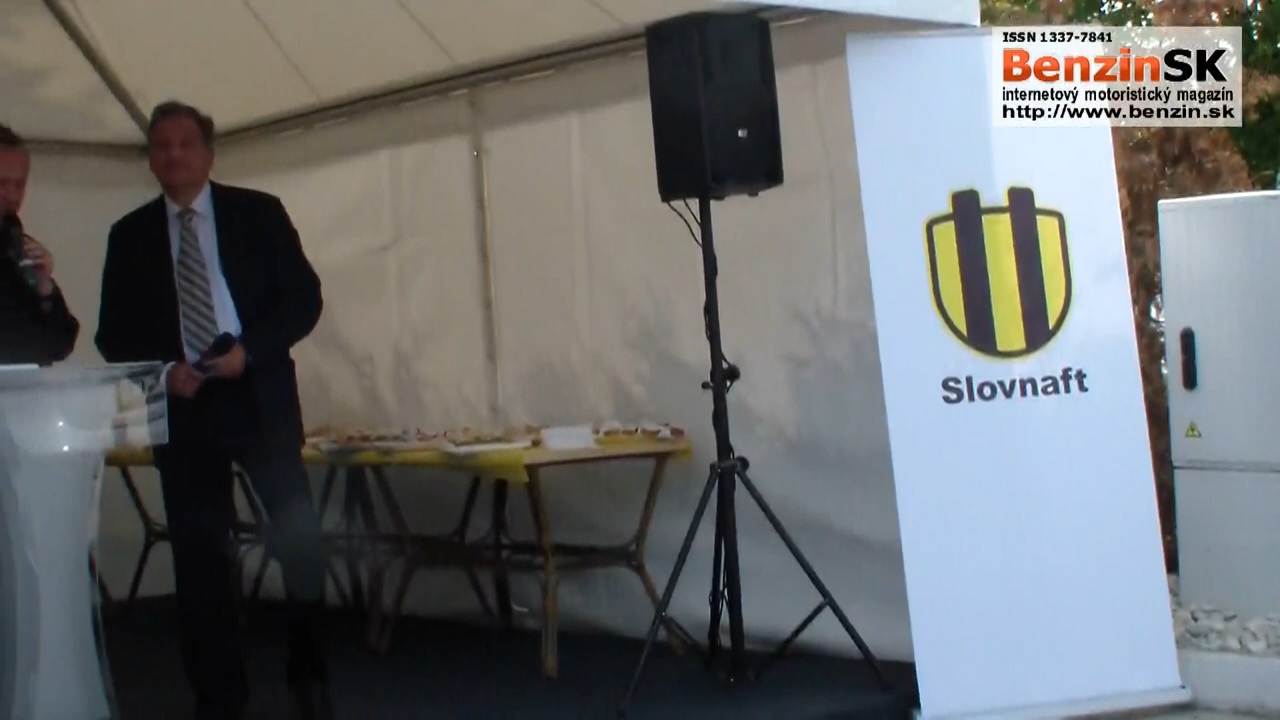 ISSN 1337-7841
BenzinSK
internetový motoristický magazín
http://www.benzin.sk
Slovnaft